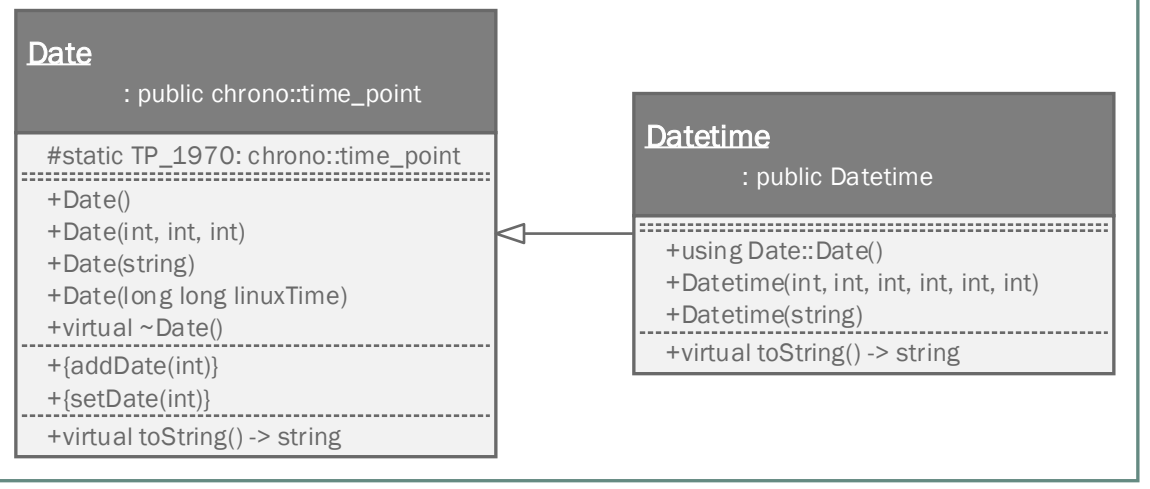 Date
: public chrono::time_point
#static TP_1970: chrono::time_point
+Date()
+Date(int, int, int)
+Date(string)
+Date(long long linuxTime)
+virtual ~Date()
+{addDate(int)}
+{setDate(int)}
+virtual toString() -> string
Datetime
: public Datetime
+using Date::Date()
+Datetime(int, int, int, int, int, int)
+Datetime(string)
+virtual toString() -> string